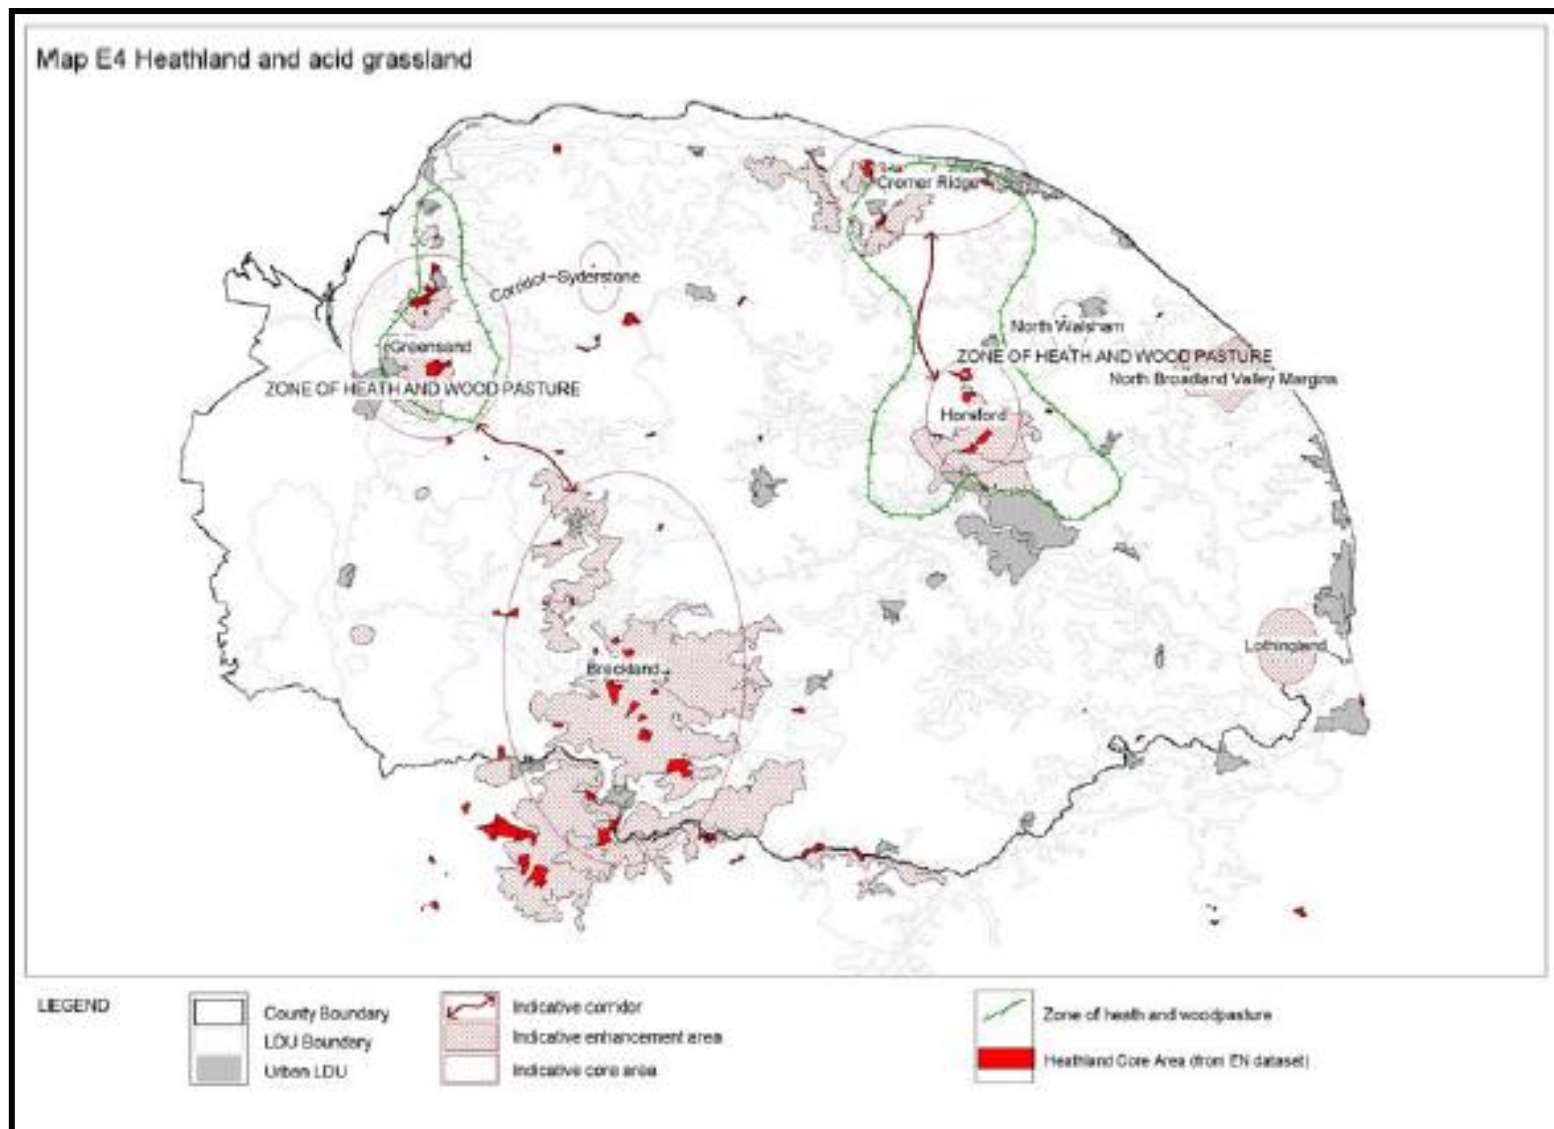 Map E4 Heathland and acid grassland
Cromer Ridge
Corridor-Syderstone
North Walsham
Greensand
ZONE OF HEATH AND WOOD PASTURE
ZONE OF HEATH AND WOOD PASTURE
North Broadland Valley Margins
Horsford
Lothingland
Breckland
LIEGEND
County Boundary
LDU Boundary
Urban LDU
Indicative corridor
Indicative enhancement area
Indicative core area
Zone of heath and woodpasture
Heathland Core Area (from EN dataset)